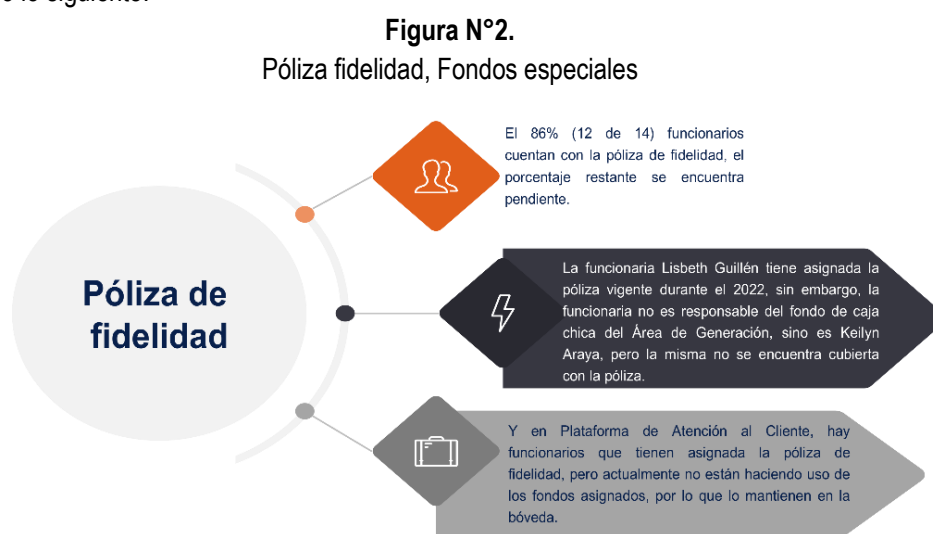 Figura N°2.
Póliza fidelidad, Fondos especiales
El 86% (12 de 14) funcionarios
cuentan con la póliza de fidelidad, el
porcentaje restante se encuentra
pendiente.
Póliza de
fidelidad
La funcionaria Lisbeth Guillén tiene asignada la
póliza vigente durante el 2022, sin embargo, la
funcionaria no es responsable del fondo de caja
chica del Área de Generación, sino es Keilyn
Araya, pero la misma no se encuentra cubierta
con la póliza.
Y en Plataforma de Atención al Cliente, hay
funcionarios que tienen asignada la póliza de
fidelidad, pero actualmente no están haciendo uso de
los fondos asignados, por lo que lo mantienen en la
bóveda.